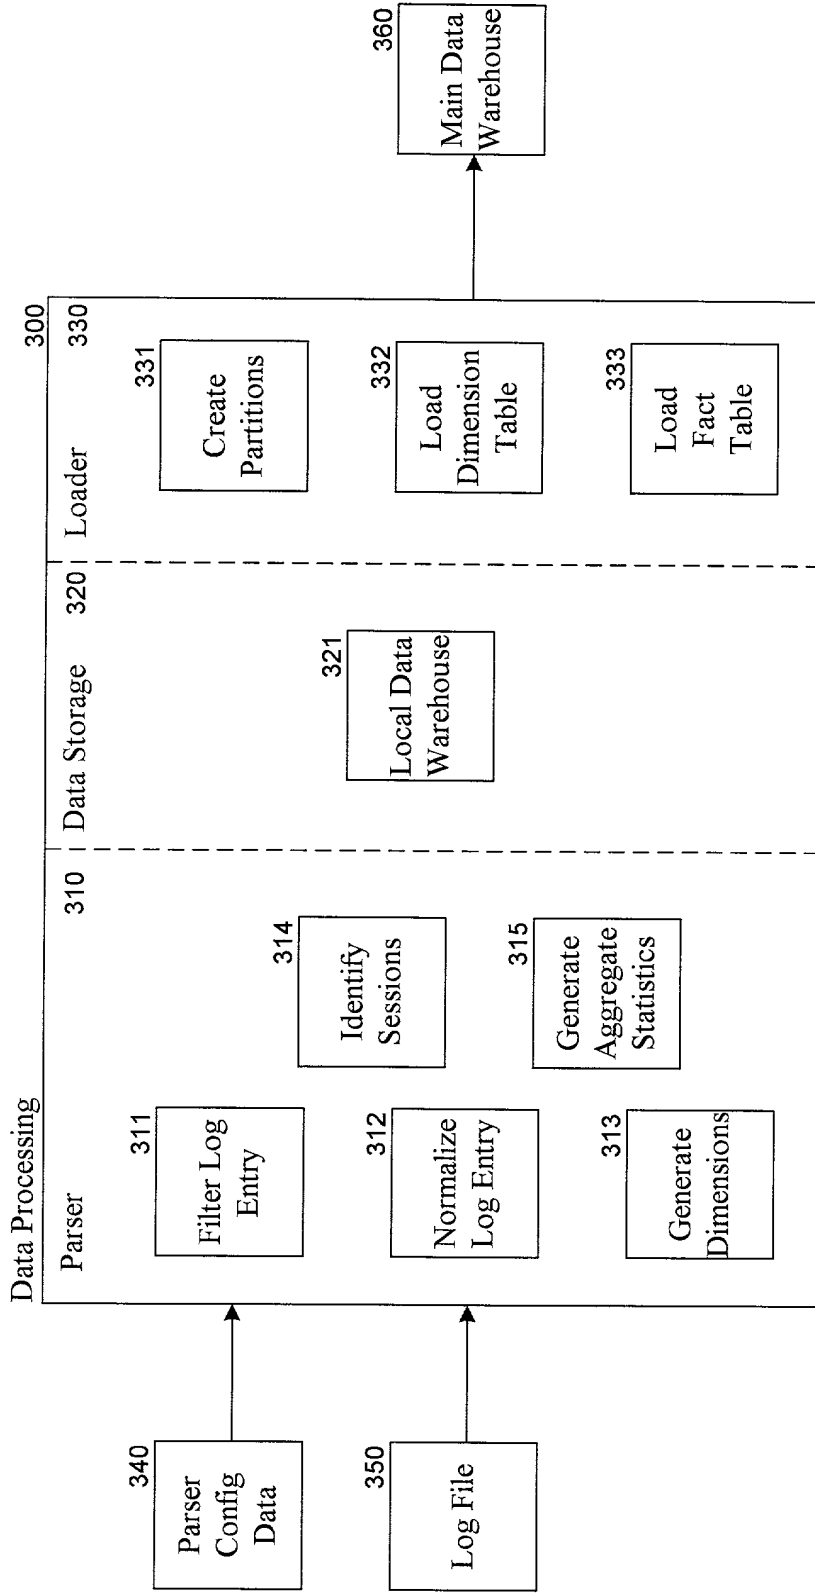 Data Processing
300
Parser
310
Data Storage
320
Loader
330
340
Parser
Config
Data
350
Log File
311
Filter Log
Entry
312
Normalize
Log Entry
313
Generate
Dimensions
314
Identify
Sessions
315
Generate
Aggregate
Statistics
321
Local Data
Warehouse
331
Create
Partitions
332
Load
Dimension
Table
333
Load
Fact
Table
360
Main Data
Warehouse